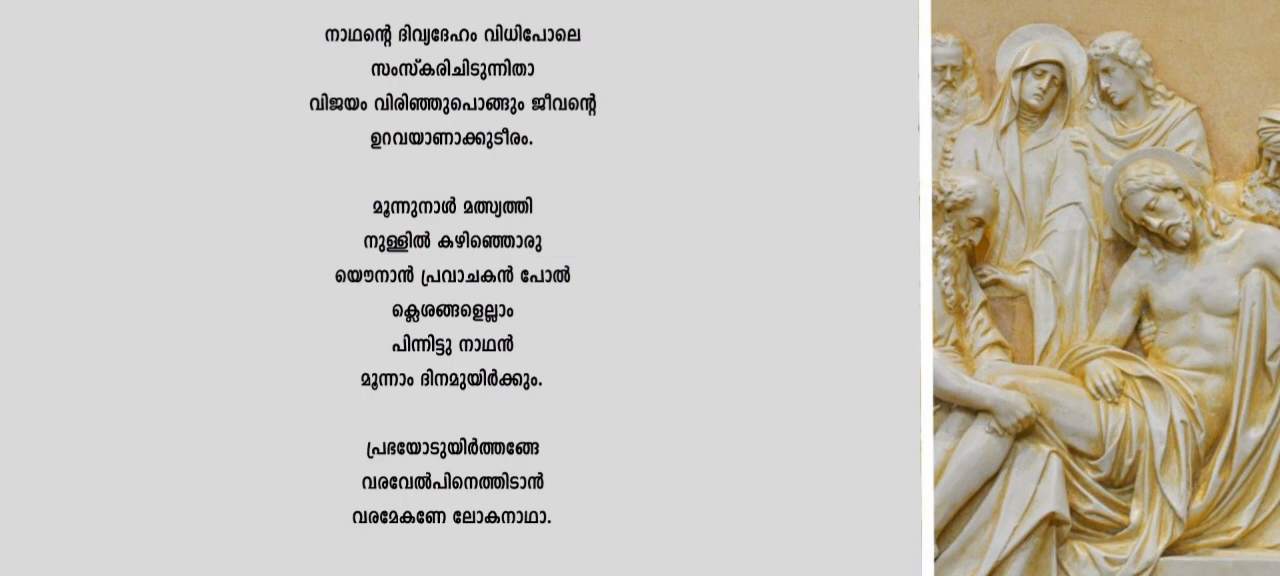 നാഥന്റെ ദിവ്യദേഹം വിധിപോലെ
സംസ്കരിചിടുന്നിതാ
വിജയം വിരിഞ്ഞുപൊങ്ങും ജീവന്റെ
ഉറവയാണാക്കുടീരം.
മൂന്നുനാൾ മത്സ്യത്തി
നുള്ളിൽ കഴിഞ്ഞൊരു
യൌനാൻ പ്രവാചകൻ പോൽ
ക്ലെശങ്ങളെല്ലാം
പിന്നിട്ടു നാഥൻ
മൂന്നാം ദിനമുയിർക്കും.
പ്രഭയോടുയിർത്തങ്ങേ
വരവേൽപിനെത്തിടാൻ
വരമേകണേ ലോകനാഥാ.